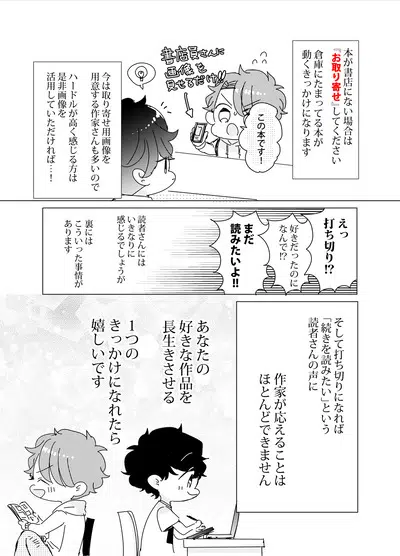 本が書店にない場合は
『お取り寄せ』してください
倉庫にたまってる本が
動くきっかけになります
書店員さんに
画像を
見せるだけ!!
この本です!
今は取り寄せ用画像を
用意する作家さんも多いので
ハードルが高く感じる方は
是非画像を
活用していただければ…!
えっ
打ち切り!?
好きだったのに
なんで!?
まだ
読みたいよ!!
読者さんには
いきなりに
感じるでしょうが
裏には
こういった事情が
あります
そして打ち切りになれば
「続きを読みたい」という
読者さんの声に
作家が応えることは
ほとんどできません
あなたの
好きな作品を
長生きさせる
1つの
きっかけになれたら
嬉しいです